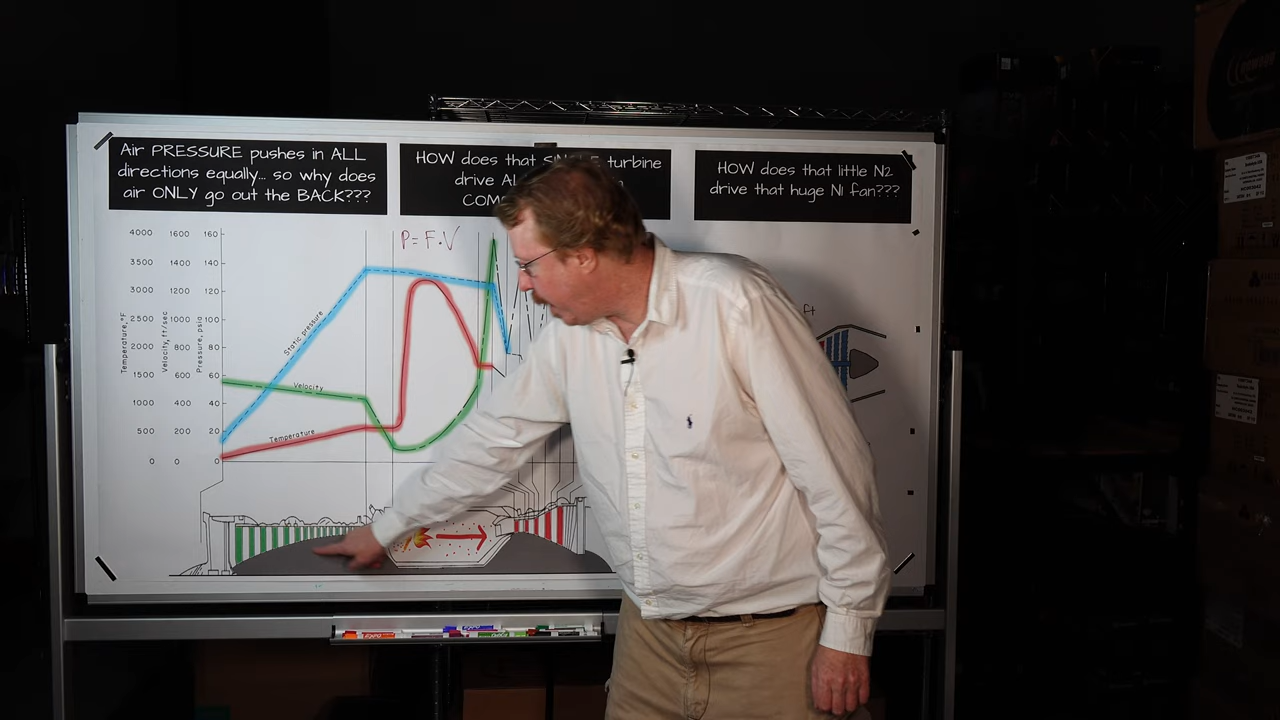 Air PRESSURE pushes in ALL
directions equally... so why does
air ONLY go out the BACK???
HOW does that turbine
drive
HOW does that little N2
drive that huge N1 fan???
P=F·V
4000 1600 160
3500 1400 140
3000 1200 120
2500 1000 100
2000 800 80
1500 600 60
1000 400 40
500 200 20
0 0 0
Temperature, °F
Velocity, ft/sec
Pressure, psia
Static pressure
Velocity
Temperature
ft